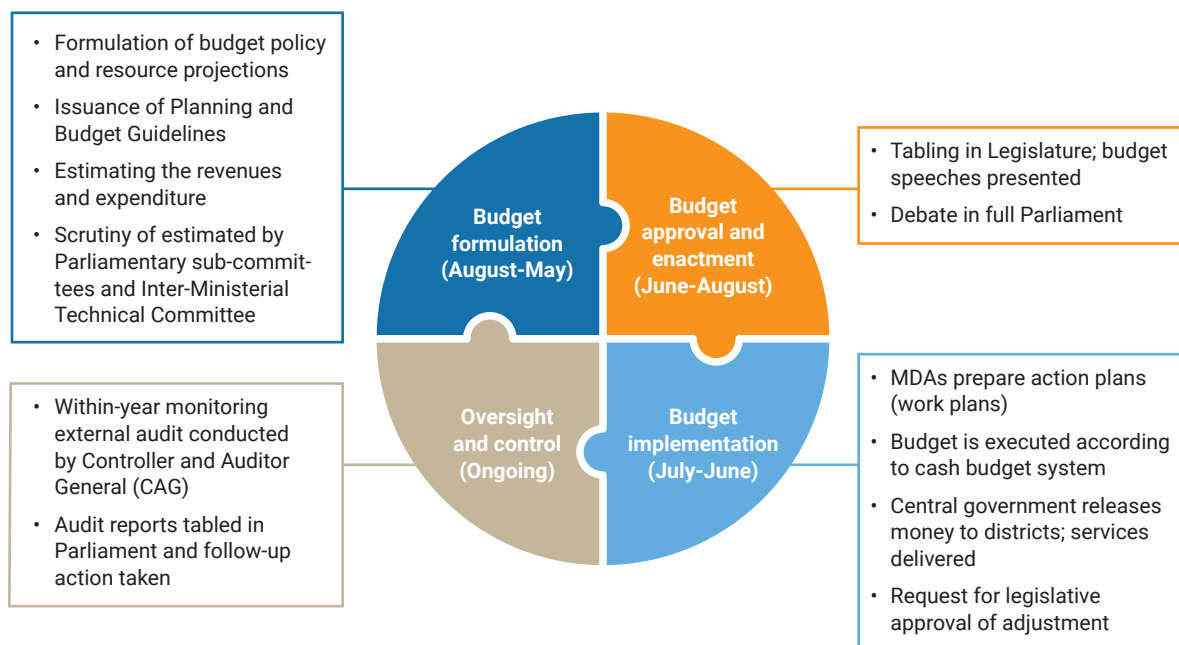 • Formulation of budget policy
and resource projections
• Issuance of Planning and
Budget Guidelines
• Estimating the revenues
and expenditure
• Scrutiny of estimated by
Parliamentary sub-commit-
tees and Inter-Ministerial
Technical Committee
Budget
formulation
(August-May)
Budget
approval and
enactment
(June-August)
• Tabling in Legislature; budget
speeches presented
• Debate in full Parliament
• Within-year monitoring
external audit conducted
by Controller and Auditor
General (CAG)
• Audit reports tabled in
Parliament and follow-up
action taken
Oversight
and control
(Ongoing)
Budget
implementation
(July-June)
• MDAs prepare action plans
(work plans)
• Budget is executed according
to cash budget system
• Central government releases
money to districts; services
delivered
• Request for legislative
approval of adjustment